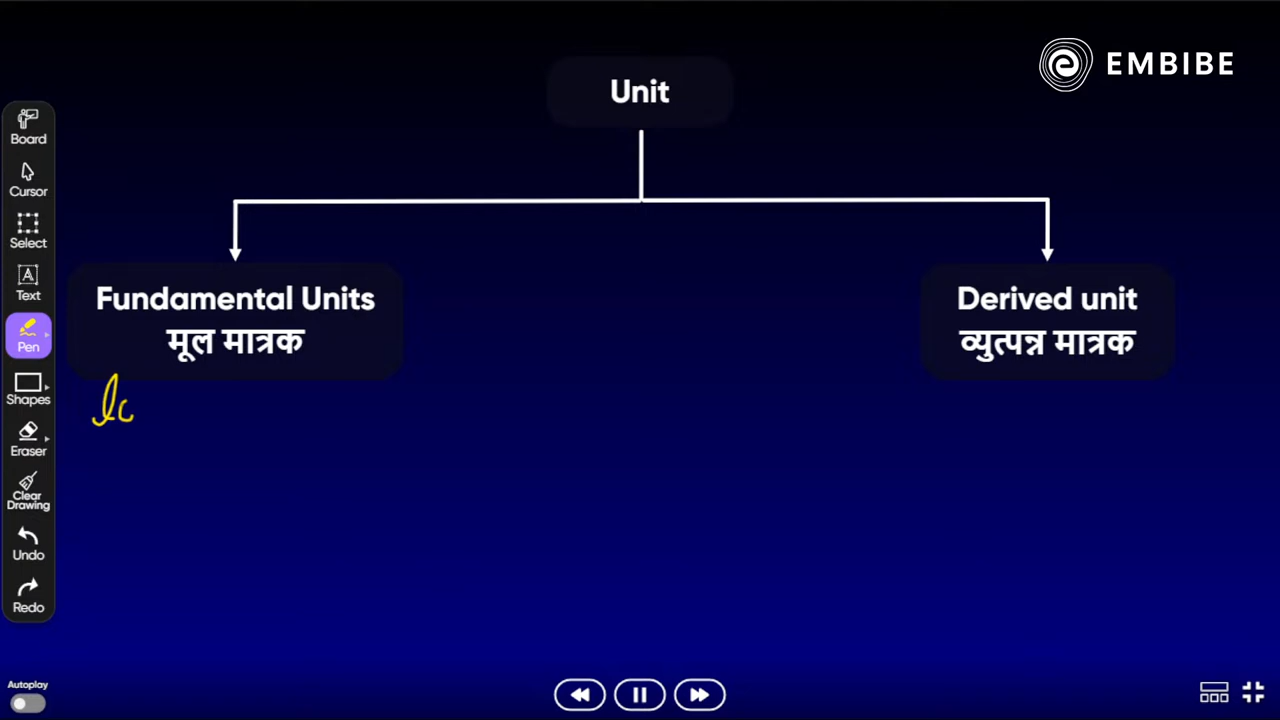 EMBIBE
Unit
Board
Cursor
Select
Text
Pen
Shapes
Eraser
Clear
Drawing
Undo
Redo
Fundamental Units
मूल मात्रक
Derived unit
व्युत्पन्न मात्रक
Autoplay